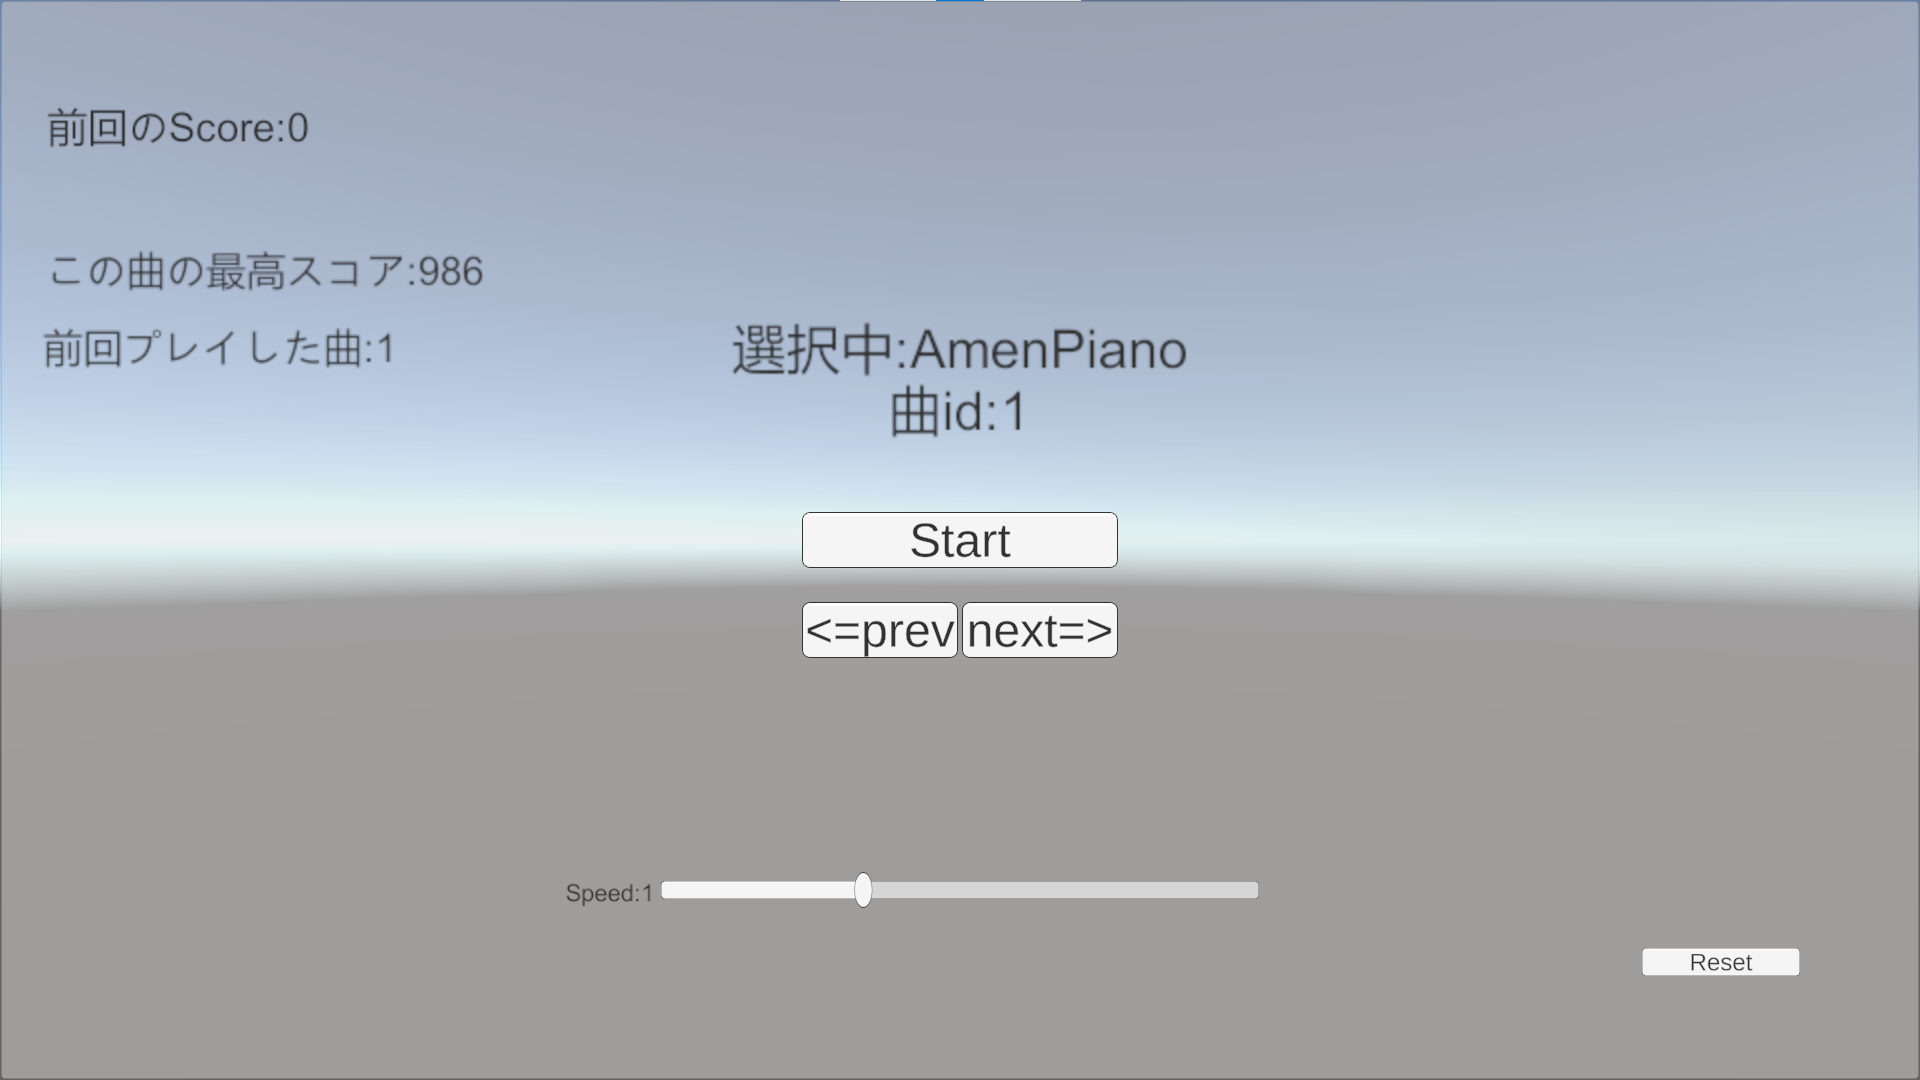 前回のScore:0
この曲の最高スコア:986
前回プレイした曲:1
選択中:AmenPiano
曲id:1
Start
<=prev
next=>
Speed:1
Reset